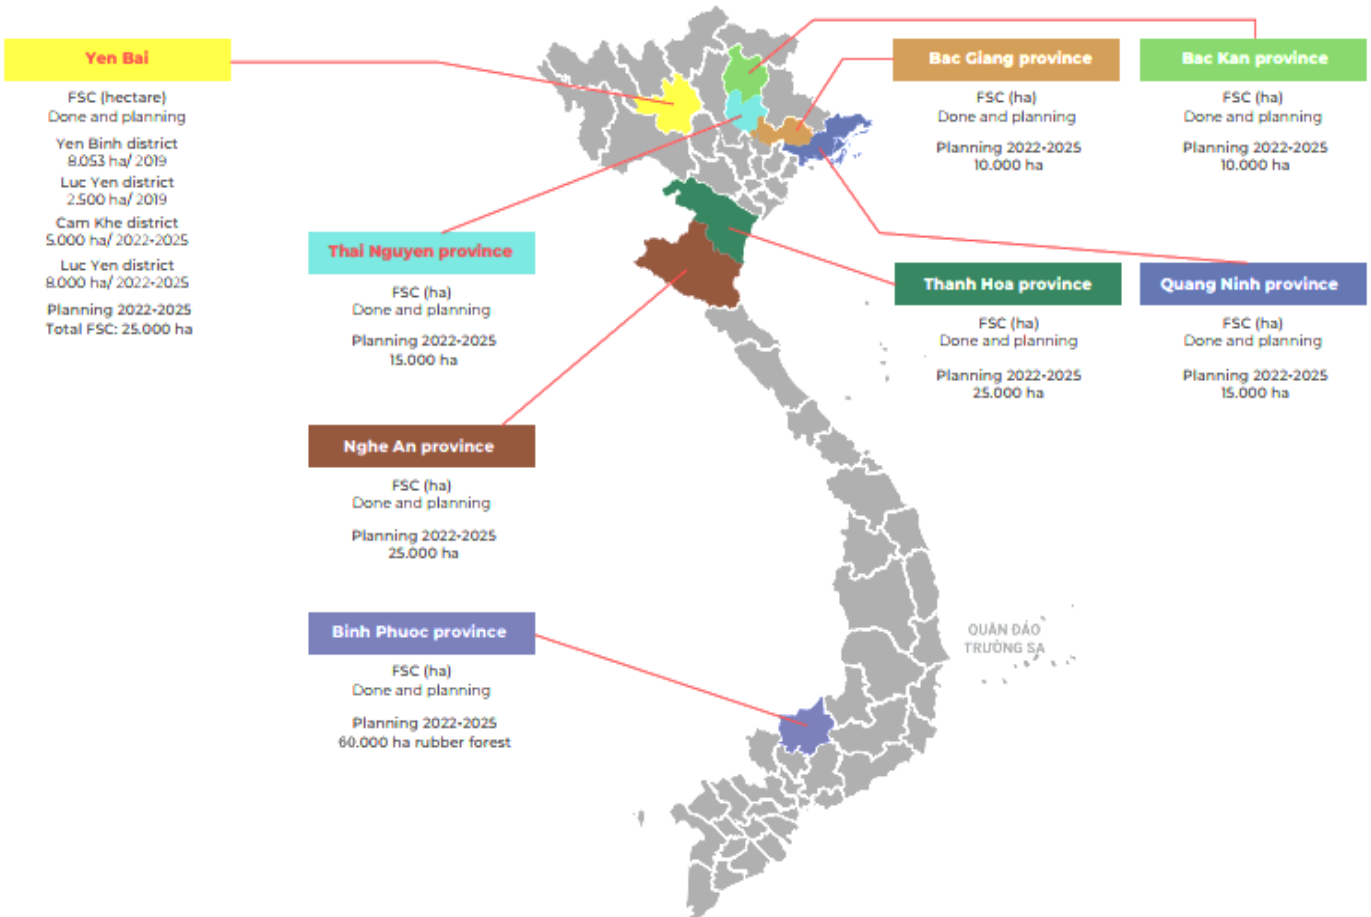 Yen Bai
FSC (hectare)
Done and planning
Yen Binh district
8.053 ha/ 2019
Luc Yen district
2.500 ha/ 2019
Cam Khe district
5.000 ha/ 2022-2025
Luc Yen district
8.000 ha/ 2022-2025
Planning 2022-2025
Total FSC: 25.000 ha
Thai Nguyen province
FSC (ha)
Done and planning
Planning 2022-2025
15.000 ha
Nghe An province
FSC (ha)
Done and planning
Planning 2022-2025
25.000 ha
Binh Phuoc province
FSC (ha)
Done and planning
Planning 2022-2025
60.000 ha rubber forest
Bac Giang province
FSC (ha)
Done and planning
Planning 2022-2025
10.000 ha
Bac Kan province
FSC (ha)
Done and planning
Planning 2022-2025
10.000 ha
Thanh Hoa province
FSC (ha)
Done and planning
Planning 2022-2025
25.000 ha
Quang Ninh province
FSC (ha)
Done and planning
Planning 2022-2025
15.000 ha
QUẦN ĐẢO
TRƯỜNG SA